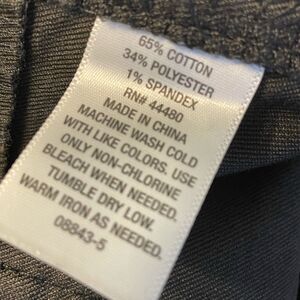 65% COTTON
34% POLYESTER
1% SPANDEX
RN# 44480
MADE IN CHINA
MACHINE WASH COLD
WITH LIKE COLORS. USE
ONLY NON-CHLORINE
BLEACH WHEN NEEDED.
TUMBLE DRY LOW.
WARM IRON AS NEEDED.
08843-5